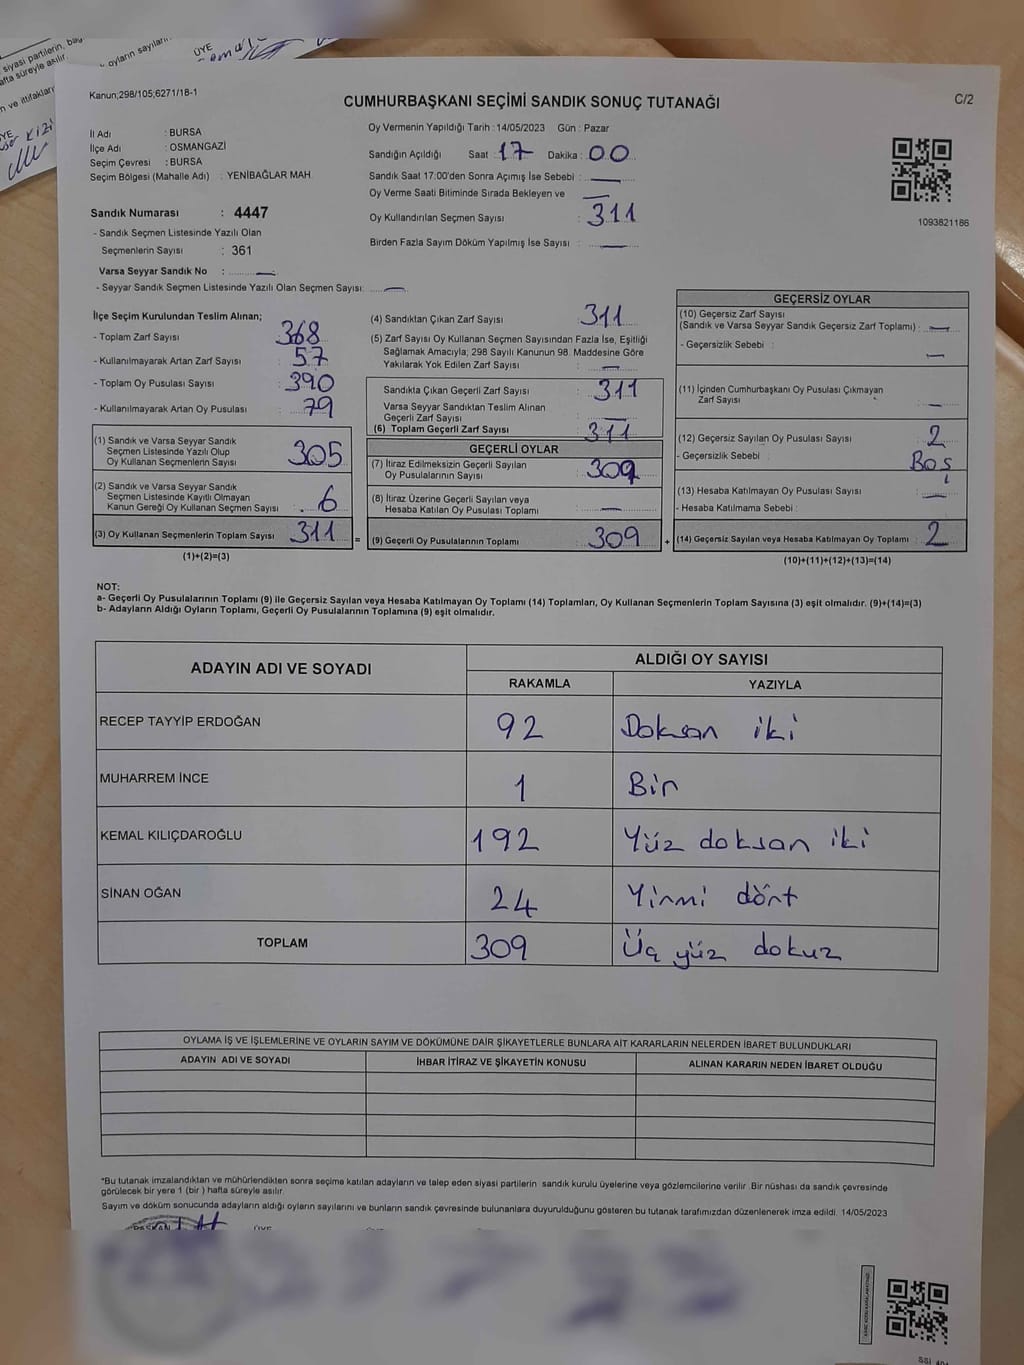 siyasi partilerin, bağ
hafta süreyle asılır.
oyların sayıları
ÜYE
n ve ittifakları
KIZI
Kanun;298/105;6271/18-1
CUMHURBAŞKANI SEÇİMİ SANDIK SONUÇ TUTANAĞI
C/2
İl Adı : BURSA
İlçe Adı : OSMANGAZİ
Seçim Çevresi : BURSA
Seçim Bölgesi (Mahalle Adı) : YENİBAĞLAR MAH.
Sandık Numarası : 4447
- Sandık Seçmen Listesinde Yazılı Olan
Seçmenlerin Sayısı : 361
Varsa Seyyar Sandık No : —
- Seyyar Sandık Seçmen Listesinde Yazılı Olan Seçmen Sayısı: —
Oy Vermenin Yapıldığı Tarih : 14/05/2023 Gün : Pazar
Sandığın Açıldığı Saat : 17 Dakika : 00
Sandık Saat 17:00'den Sonra Açımış İse Sebebi : —
Oy Verme Saati Bitiminde Sırada Bekleyen ve —
Oy Kullandırılan Seçmen Sayısı : 311
Birden Fazla Sayım Döküm Yapılmış İse Sayısı : —
1093821186
İlçe Seçim Kurulundan Teslim Alınan;
- Toplam Zarf Sayısı : 368
- Kullanılmayarak Artan Zarf Sayısı : 57
- Toplam Oy Pusulası Sayısı : 390
- Kullanılmayarak Artan Oy Pusulası : 79
(1) Sandık ve Varsa Seyyar Sandık
Seçmen Listesinde Yazılı Olup
Oy Kullanan Seçmenlerin Sayısı : 305
(2) Sandık ve Varsa Seyyar Sandık
Seçmen Listesinde Kayıtlı Olmayan
Kanun Gereği Oy Kullanan Seçmen Sayısı : 6
(3) Oy Kullanan Seçmenlerin Toplam Sayısı : 311
(1)+(2)=(3)
(4) Sandıktan Çıkan Zarf Sayısı : 311
(5) Zarf Sayısı Oy Kullanan Seçmen Sayısından Fazla İse, Eşitliği
Sağlamak Amacıyla; 298 Sayılı Kanunun 98. Maddesine Göre
Yakılarak Yok Edilen Zarf Sayısı : —
Sandıkta Çıkan Geçerli Zarf Sayısı : 311
Varsa Seyyar Sandıktan Teslim Alınan
Geçerli Zarf Sayısı : —
(6) Toplam Geçerli Zarf Sayısı : 311
GEÇERLİ OYLAR
(7) İtiraz Edilmeksizin Geçerli Sayılan
Oy Pusulalarının Sayısı : 309
(8) İtiraz Üzerine Geçerli Sayılan veya
Hesaba Katılan Oy Pusulası Toplamı : —
= (9) Geçerli Oy Pusulalarının Toplamı : 309 +
GEÇERSİZ OYLAR
(10) Geçersiz Zarf Sayısı
(Sandık ve Varsa Seyyar Sandık Geçersiz Zarf Toplamı) : —
- Geçersizlik Sebebi : —
(11) İçinden Cumhurbaşkanı Oy Pusulası Çıkmayan
Zarf Sayısı : —
(12) Geçersiz Sayılan Oy Pusulası Sayısı : 2
- Geçersizlik Sebebi : Boş
(13) Hesaba Katılmayan Oy Pusulası Sayısı : —
- Hesaba Katılmama Sebebi :
(14) Geçersiz Sayılan veya Hesaba Katılmayan Oy Toplamı : 2
(10)+(11)+(12)+(13)=(14)
NOT:
a- Geçerli Oy Pusulalarının Toplamı (9) ile Geçersiz Sayılan veya Hesaba Katılmayan Oy Toplamı (14) Toplamları, Oy Kullanan Seçmenlerin Toplam Sayısına (3) eşit olmalıdır. (9)+(14)=(3)
b- Adayların Aldığı Oyların Toplamı, Geçerli Oy Pusulalarının Toplamına (9) eşit olmalıdır.
ADAYIN ADI VE SOYADI ALDIĞI OY SAYISI
RAKAMLA YAZIYLA
RECEP TAYYİP ERDOĞAN 92 Doksan iki
MUHARREM İNCE 1 Bir
KEMAL KILIÇDAROĞLU 192 Yüz doksan iki
SİNAN OĞAN 24 Yirmi dört
TOPLAM 309 Üç yüz dokuz
OYLAMA İŞ VE İŞLEMLERİNE VE OYLARIN SAYIM VE DÖKÜMÜNE DAİR ŞİKAYETLERLE BUNLARA AİT KARARLARIN NELERDEN İBARET BULUNDUKLARI
ADAYIN ADI VE SOYADI İHBAR İTİRAZ VE ŞİKAYETİN KONUSU ALINAN KARARIN NEDEN İBARET OLDUĞU
*Bu tutanak imzalandıktan ve mühürlendikten sonra seçime katılan adayların ve talep eden siyasi partilerin sandık kurulu üyelerine veya gözlemcilerine verilir .Bir nüshası da sandık çevresinde
görülecek bir yere 1 (bir ) hafta süreyle asılır.
Sayım ve döküm sonucunda adayların aldığı oyların sayılarını ve bunların sandık çevresinde bulunanlara duyurulduğunu gösteren bu tutanak tarafımızdan düzenlenerek imza edildi. 14/05/2023
BAŞKAN ÜYE